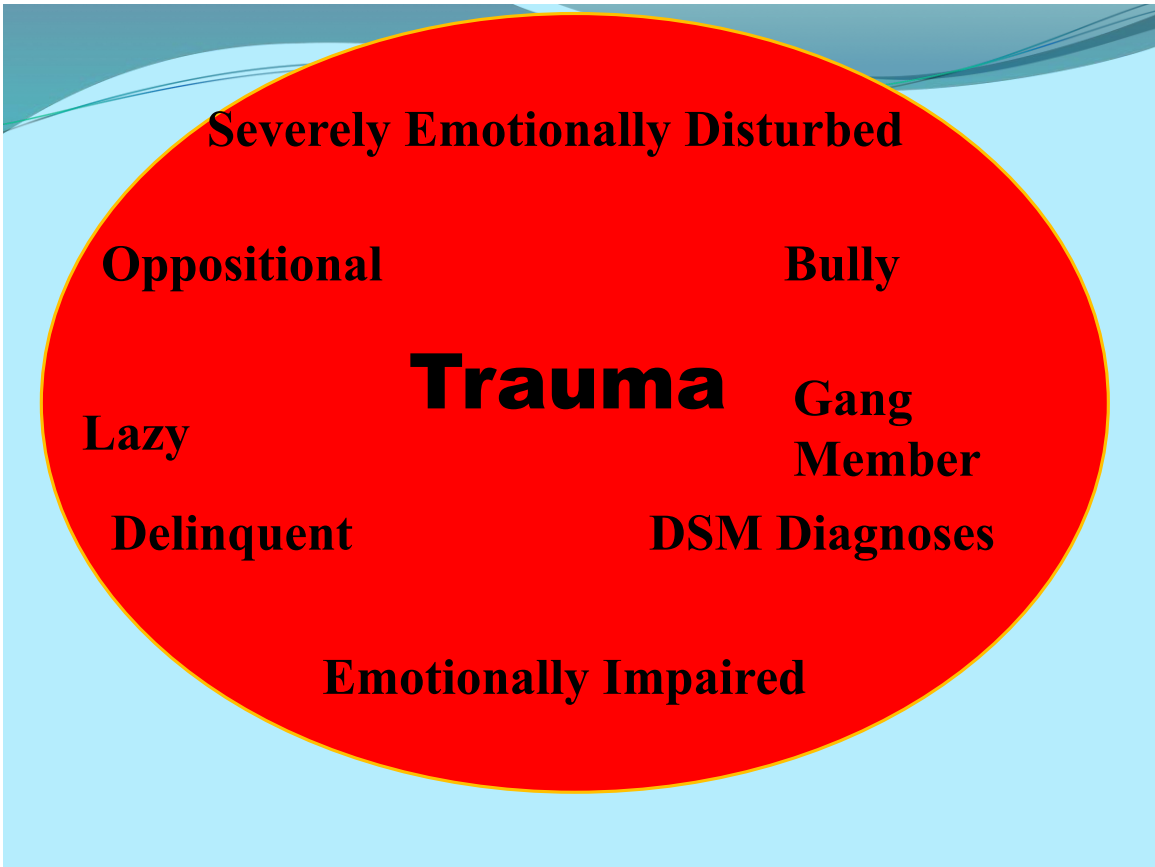 Severely Emotionally Disturbed
Oppositional
Bully
Trauma
Gang
Member
Lazy
Delinquent
DSM Diagnoses
Emotionally Impaired